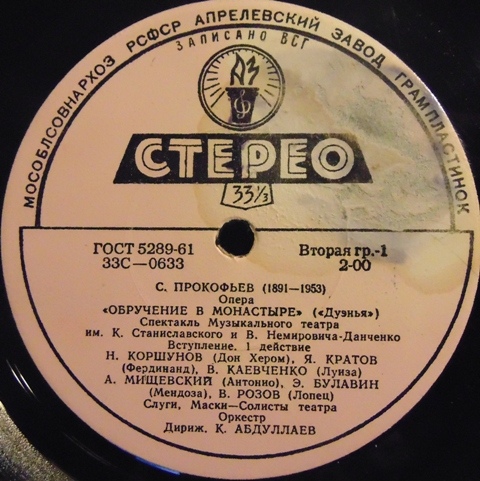 МОСОБЛСОВНАРХОЗ РСФСР АПРЕЛЕВСКИЙ ЗАВОД ГРАМПЛАСТИНОК
ЗАПИСАНО ВСГ
АЗ
СТЕРЕО
33⅓
ГОСТ 5289-61
Вторая гр.-1
33С—0633
2-00
С. ПРОКОФЬЕВ (1891—1953)
Опера
«ОБРУЧЕНИЕ В МОНАСТЫРЕ» («Дуэнья»)
Спектакль Музыкального театра
им. К. Станиславского и В. Немировича-Данченко
Вступление. 1 действие
Н. КОРШУНОВ (Дон Хером), Я. КРАТОВ
(Фердинанд), В. КАЕВЧЕНКО (Луиза)
А. МИЩЕВСКИЙ (Антонио), Э. БУЛАВИН
(Мендоза), В. РОЗОВ (Лопец)
Слуги, Маски—Солисты театра
Оркестр
Дириж. К. АБДУЛЛАЕВ